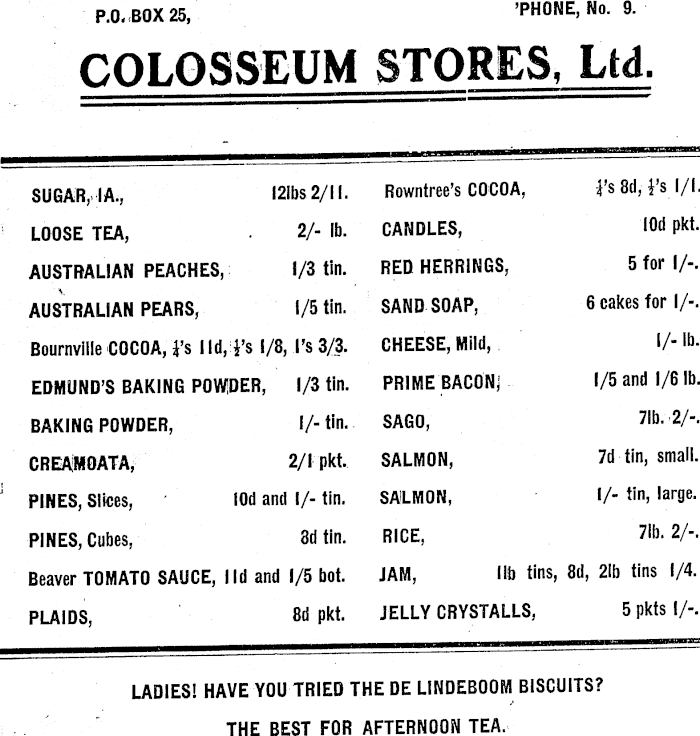 P.O. BOX 25,
'PHONE, No. 9.
COLOSSEUM STORES, Ltd.
SUGAR, IA., 12lbs 2/11.
LOOSE TEA, 2/- lb.
AUSTRALIAN PEACHES, 1/3 tin.
AUSTRALIAN PEARS, 1/5 tin.
Bournville COCOA, ¼'s 11d, ½'s 1/8, 1's 3/3.
EDMUND'S BAKING POWDER, 1/3 tin.
BAKING POWDER, 1/- tin.
CREAMOATA, 2/1 pkt.
PINES, Slices, 10d and 1/- tin.
PINES, Cubes, 8d tin.
Beaver TOMATO SAUCE, 11d and 1/5 bot.
PLAIDS, 8d pkt.
Rowntree's COCOA, ¼'s 8d, ½'s 1/1.
CANDLES, 10d pkt.
RED HERRINGS, 5 for 1/-.
SAND SOAP, 6 cakes for 1/-.
CHEESE, Mild, 1/- lb.
PRIME BACON, 1/5 and 1/6 lb.
SAGO, 7lb. 2/-.
SALMON, 7d tin, small.
SALMON, 1/- tin, large.
RICE, 7lb. 2/-.
JAM, 1lb tins, 8d, 2lb tins 1/4.
JELLY CRYSTALLS, 5 pkts 1/-.
LADIES! HAVE YOU TRIED THE DE LINDEBOOM BISCUITS?
THE BEST FOR AFTERNOON TEA.